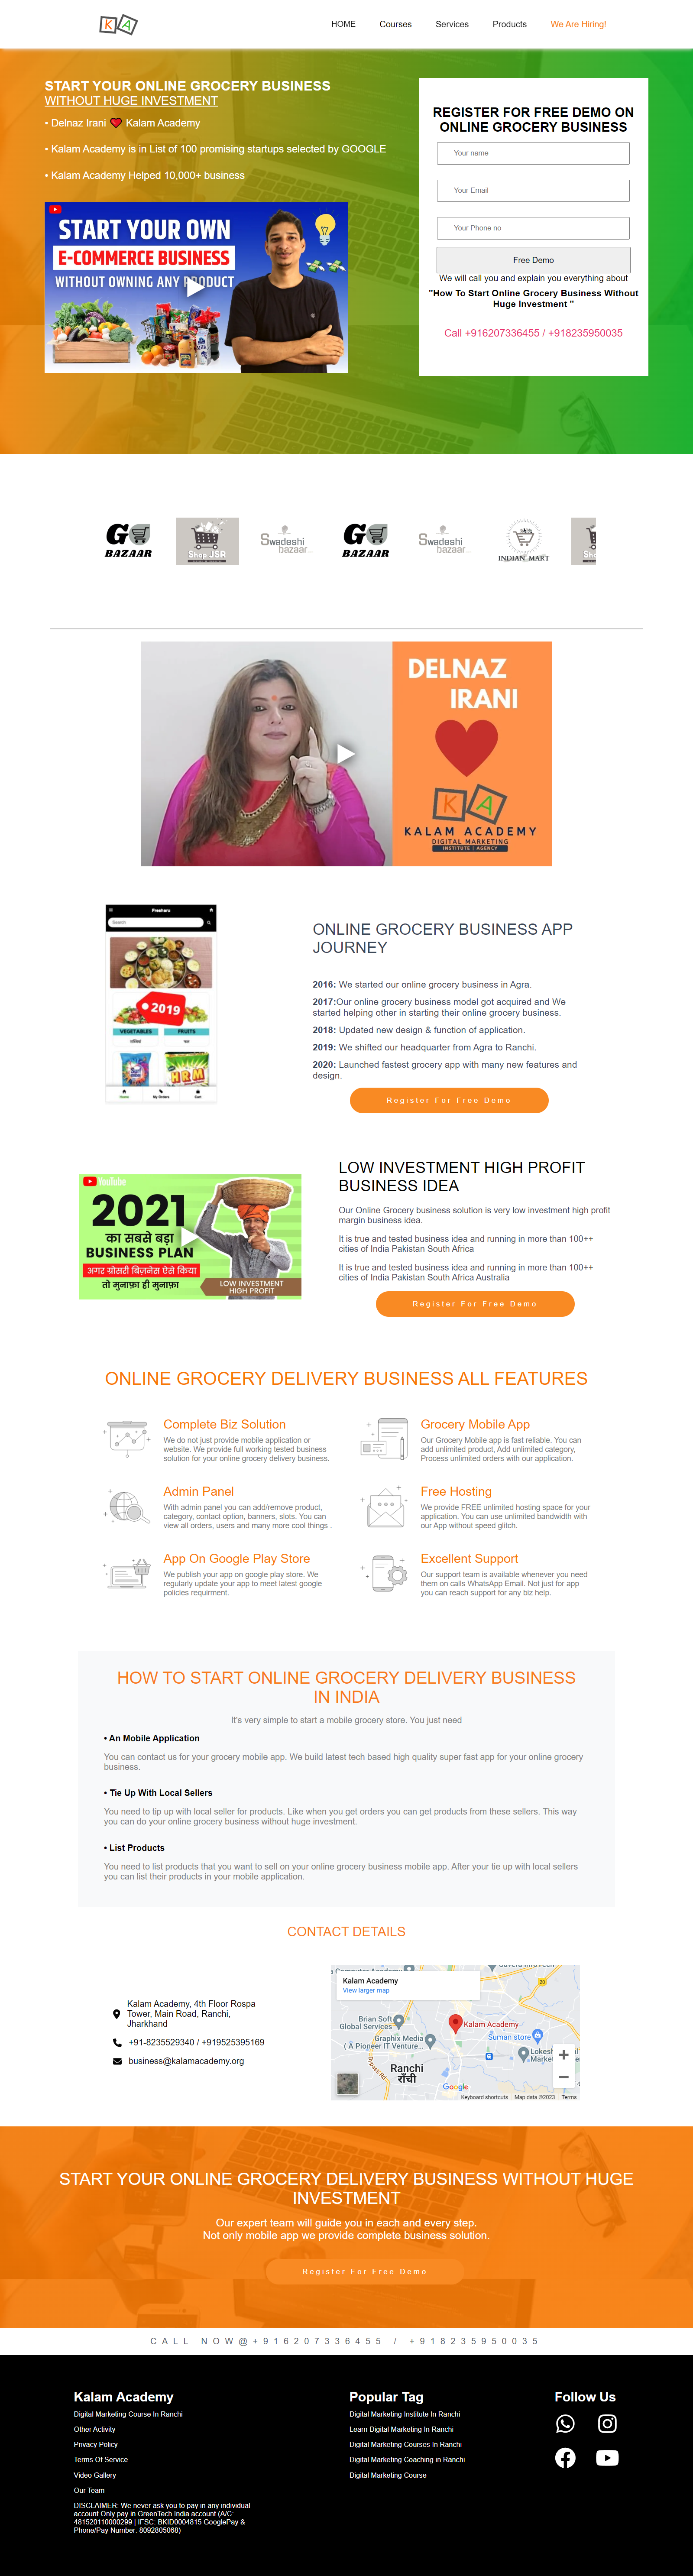 KA
HOME
Courses
Services
Products
We Are Hiring!
START YOUR ONLINE GROCERY BUSINESS
WITHOUT HUGE INVESTMENT
• Delnaz Irani ❤ Kalam Academy
• Kalam Academy is in List of 100 promising startups selected by GOOGLE
• Kalam Academy Helped 10,000+ business
START YOUR OWN
E-COMMERCE BUSINESS
WITHOUT OWNING ANY PRODUCT
REGISTER FOR FREE DEMO ON
ONLINE GROCERY BUSINESS
Your name
Your Email
Your Phone no
Free Demo
We will call you and explain you everything about
"How To Start Online Grocery Business Without
Huge Investment "
Call +916207336455 / +918235950035
GO
BAZAAR
Shop JSR
Swadeshi
bazaar
GO
BAZAAR
Swadeshi
bazaar
INDIAN MART
Sho
DELNAZ
IRANI
KA
KALAM ACADEMY
DIGITAL MARKETING
INSTITUTE | AGENCY
Freeharu
Search
2019
VEGETABLES
FRUITS
HRM
Home
My Orders
Cart
ONLINE GROCERY BUSINESS APP
JOURNEY
2016: We started our online grocery business in Agra.
2017:Our online grocery business model got acquired and We
started helping other in starting their online grocery business.
2018: Updated new design & function of application.
2019: We shifted our headquarter from Agra to Ranchi.
2020: Launched fastest grocery app with many new features and
design.
Register For Free Demo
YouTube
2021
का सबसे बड़ा
BUSINESS PLAN
अगर ग्रोसरी बिज़नेस ऐसे किया
तो मुनाफ़ा ही मुनाफ़ा
LOW INVESTMENT
HIGH PROFIT
LOW INVESTMENT HIGH PROFIT
BUSINESS IDEA
Our Online Grocery business solution is very low investment high profit
margin business idea.
It is true and tested business idea and running in more than 100++
cities of India Pakistan South Africa
It is true and tested business idea and running in more than 100++
cities of India Pakistan South Africa Australia
Register For Free Demo
ONLINE GROCERY DELIVERY BUSINESS ALL FEATURES
Complete Biz Solution
We do not just provide mobile application or
website. We provide full working tested business
solution for your online grocery delivery business.
Grocery Mobile App
Our Grocery Mobile app is fast reliable. You can
add unlimited product, Add unlimited category,
Process unlimited orders with our application.
Admin Panel
With admin panel you can add/remove product,
category, contact option, banners, slots. You can
view all orders, users and many more cool things .
Free Hosting
We provide FREE unlimited hosting space for your
application. You can use unlimited bandwidth with
our App without speed glitch.
App On Google Play Store
We publish your app on google play store. We
regularly update your app to meet latest google
policies requirment.
Excellent Support
Our support team is available whenever you need
them on calls WhatsApp Email. Not just for app
you can reach support for any biz help.
HOW TO START ONLINE GROCERY DELIVERY BUSINESS
IN INDIA
It's very simple to start a mobile grocery store. You just need
• An Mobile Application
You can contact us for your grocery mobile app. We build latest tech based high quality super fast app for your online grocery
business.
• Tie Up With Local Sellers
You need to tip up with local seller for products. Like when you get orders you can get products from these sellers. This way
you can do your online grocery business without huge investment.
• List Products
You need to list products that you want to sell on your online grocery business mobile app. After your tie up with local sellers
you can list their products in your mobile application.
CONTACT DETAILS
Kalam Academy, 4th Floor Rospa
Tower, Main Road, Ranchi,
Jharkhand
+91-8235529340 / +919525395169
business@kalamacademy.org
Kalam Academy
View larger map
20
Brian Soft
Global Services
Kalam Academy
Graphix Media
( A Pioneer IT Venture...
Suman store
Lokesh
Market
Ranchi
राँची
Bypass Rd
Google
Keyboard shortcuts
Map data ©2023
Terms
START YOUR ONLINE GROCERY DELIVERY BUSINESS WITHOUT HUGE
INVESTMENT
Our expert team will guide you in each and every step.
Not only mobile app we provide complete business solution.
Register For Free Demo
CALL NOW@+916207336455 / +918235950035
Kalam Academy
Digital Marketing Course In Ranchi
Other Activity
Privacy Policy
Terms Of Service
Video Gallery
Our Team
DISCLAIMER: We never ask you to pay in any individual
account Only pay in GreenTech India account (A/C:
481520110000299 | IFSC: BKID0004815 GooglePay &
Phone/Pay Number: 8092805068)
Popular Tag
Digital Marketing Institute In Ranchi
Learn Digital Marketing In Ranchi
Digital Marketing Courses In Ranchi
Digital Marketing Coaching in Ranchi
Digital Marketing Course
Follow Us